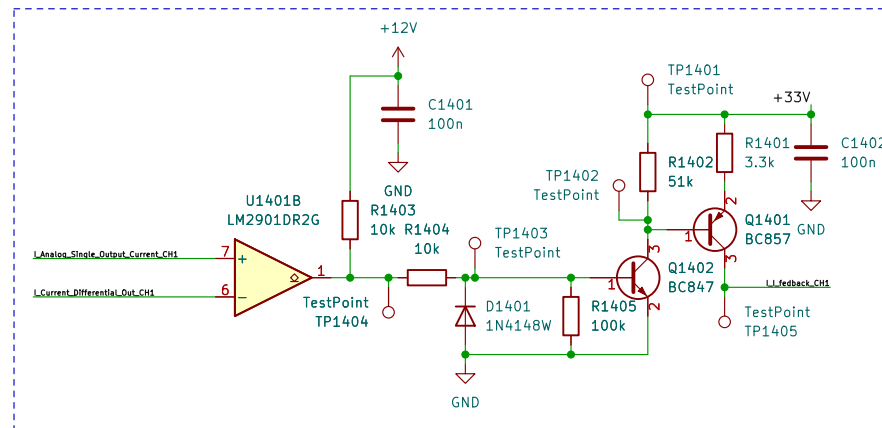 +12V
C1401
100n
GND
U1401B
LM2901DR2G
R1403
10k
R1404
10k
I_Analog_Single_Output_Current_CH1
7
+
I_Current_Differential_Out_CH1
6
−
1
TestPoint
TP1404
TP1403
TestPoint
D1401
1N4148W
R1405
100k
GND
TP1401
TestPoint
TP1402
TestPoint
R1402
51k
+33V
R1401
3.3k
C1402
100n
GND
2
Q1401
BC857
1
3
3
Q1402
BC847
1
2
I_I_fedback_CH1
TestPoint
TP1405